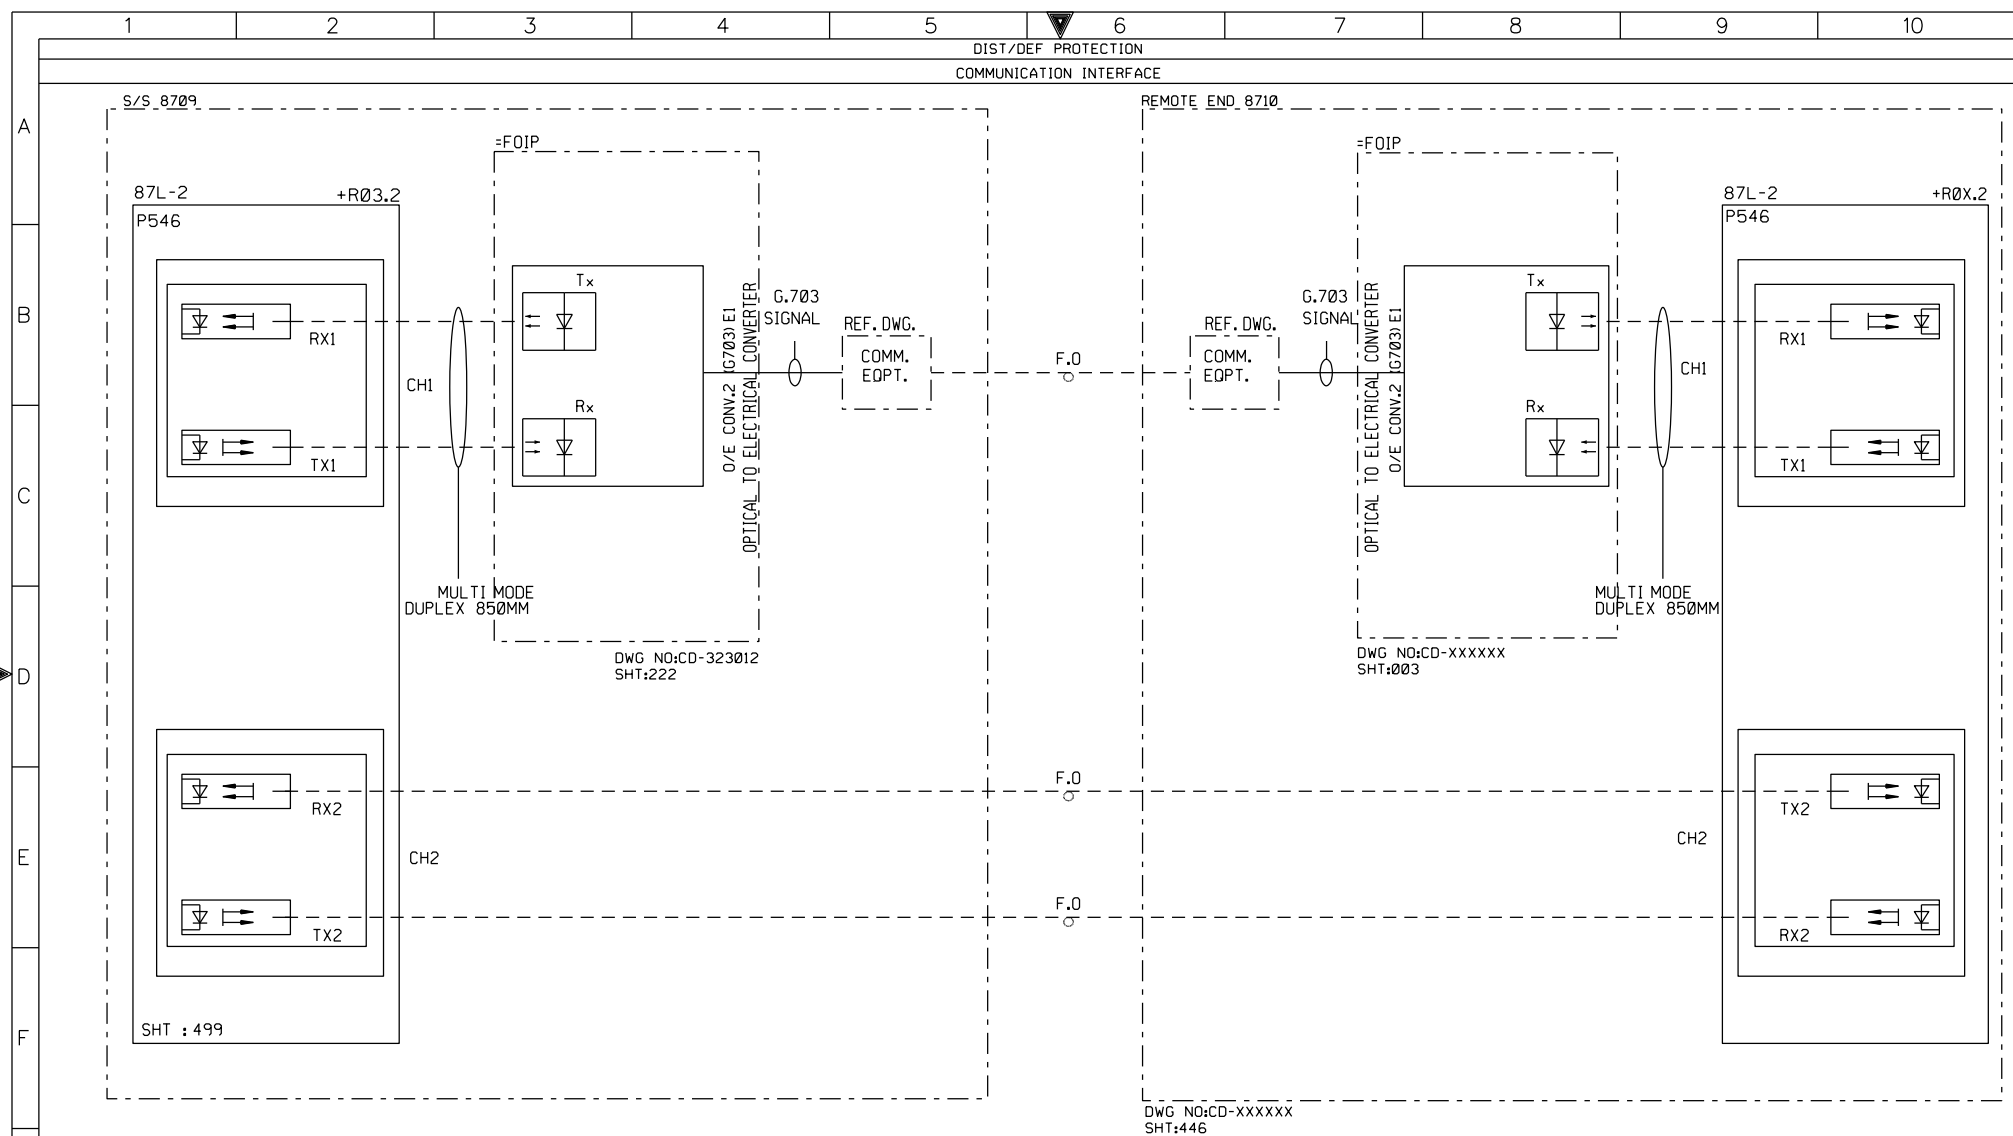 1 2 3 4 5 6 7 8 9 10
DIST/DEF PROTECTION
COMMUNICATION INTERFACE
A
B
C
D
E
F
S/S 8709
=FOIP
87L-2 +RØ3.2
P546
RX1
TX1
CH1
MULTI MODE
DUPLEX 850MM
Tx
Rx
O/E CONV.2 (G703) E1
OPTICAL TO ELECTRICAL CONVERTER
G.703
SIGNAL
REF.DWG.
COMM.
EQPT.
DWG NO:CD-323012
SHT:222
RX2
TX2
CH2
SHT :499
F.O
F.O
F.O
REMOTE END 8710
=FOIP
REF.DWG.
COMM.
EQPT.
G.703
SIGNAL
OPTICAL TO ELECTRICAL CONVERTER
O/E CONV.2 (G703) E1
Tx
Rx
DWG NO:CD-XXXXXX
SHT:003
MULTI MODE
DUPLEX 850MM
87L-2 +RØX.2
P546
CH1
RX1
TX1
CH2
TX2
RX2
DWG NO:CD-XXXXXX
SHT:446